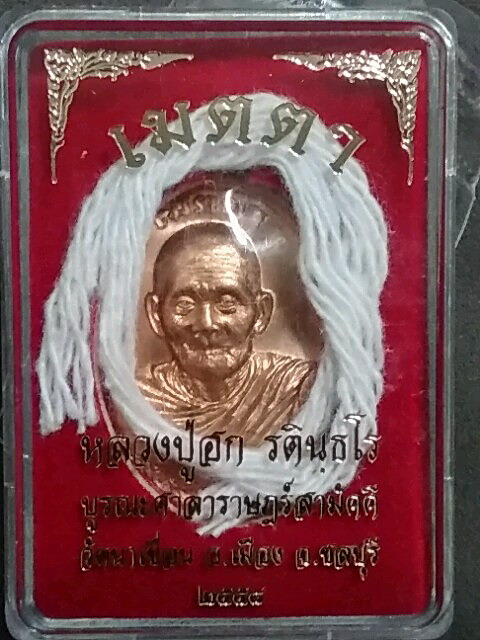 เมตตา
หลวงปู่ฮก รตินฺธโร
บูรณะศาลาราษฎร์สามัคคี
อ.เมือง จ.ชลบุรี
๒๕๕๔